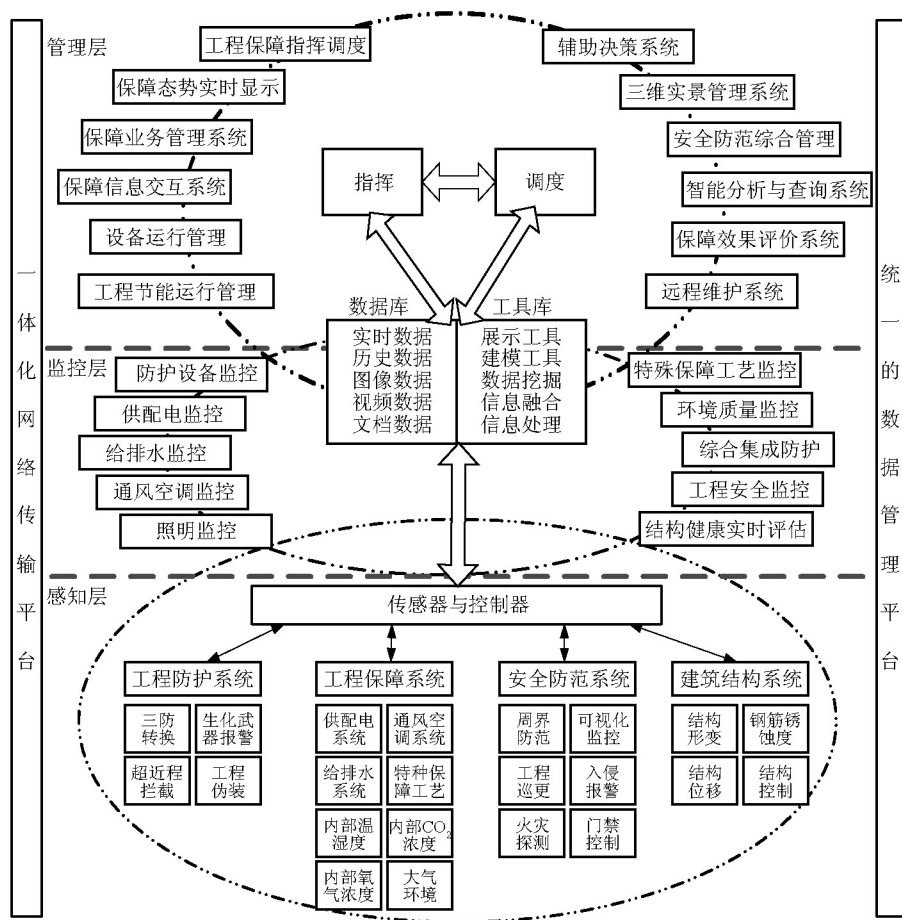 管理层
工程保障指挥调度
保障态势实时显示
保障业务管理系统
保障信息交互系统
设备运行管理
工程节能运行管理
辅助决策系统
三维实景管理系统
安全防范综合管理
智能分析与查询系统
保障效果评价系统
远程维护系统
指挥
调度
数据库
实时数据
历史数据
图像数据
视频数据
文档数据
工具库
展示工具
建模工具
数据挖掘
信息融合
信息处理
监控层
防护设备监控
供配电监控
给排水监控
通风空调监控
照明监控
特殊保障工艺监控
环境质量监控
综合集成防护
工程安全监控
结构健康实时评估
感知层
传感器与控制器
工程防护系统
三防
转换
生化武
器报警
超近程
拦截
工程
伪装
工程保障系统
供配电
系统
通风空
调系统
给排水
系统
特种保
障工艺
内部温
湿度
内部CO₂
浓度
内部氧
气浓度
大气
环境
安全防范系统
周界
防范
可视化
监控
工程
巡更
入侵
报警
火灾
探测
门禁
控制
建筑结构系统
结构
形变
钢筋锈
蚀度
结构
位移
结构
控制
一体化网络传输平台
统一的数据管理平台